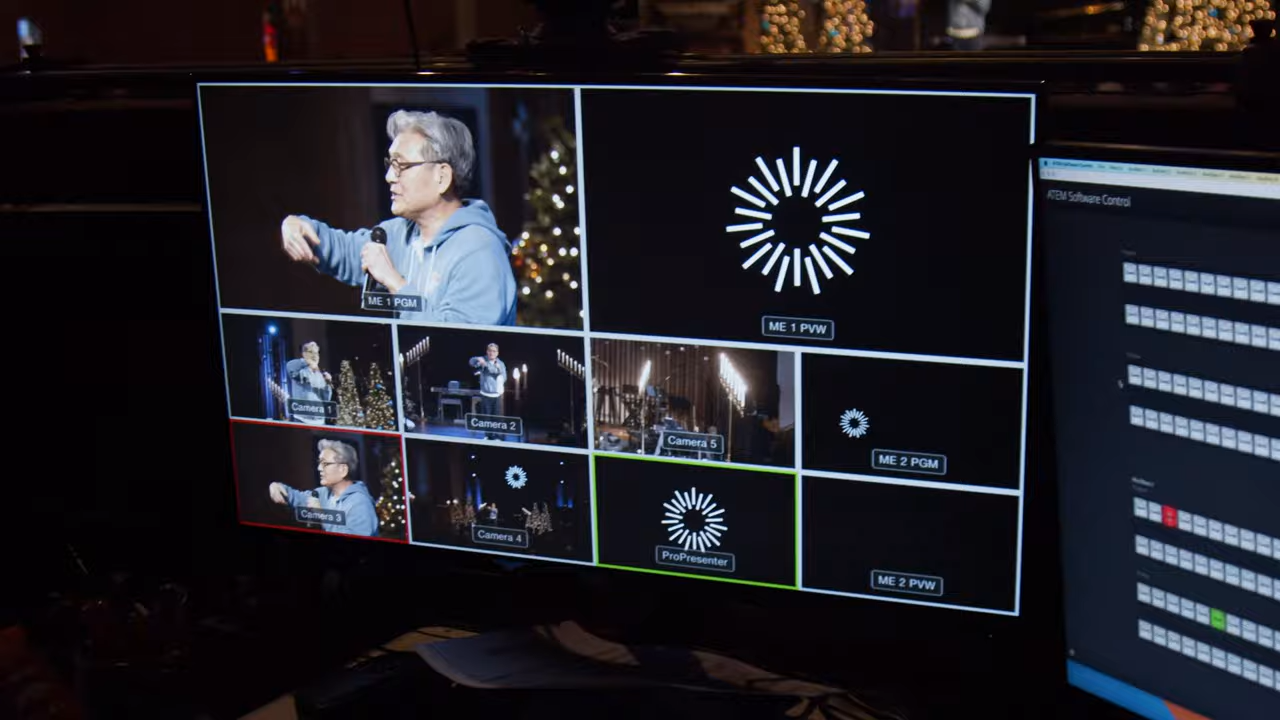 ME 1 PGM
ME 1 PVW
Camera 1
Camera 2
Camera 5
ME 2 PGM
Camera 3
Camera 4
ProPresenter
ME 2 PVW
ATEM Software Control